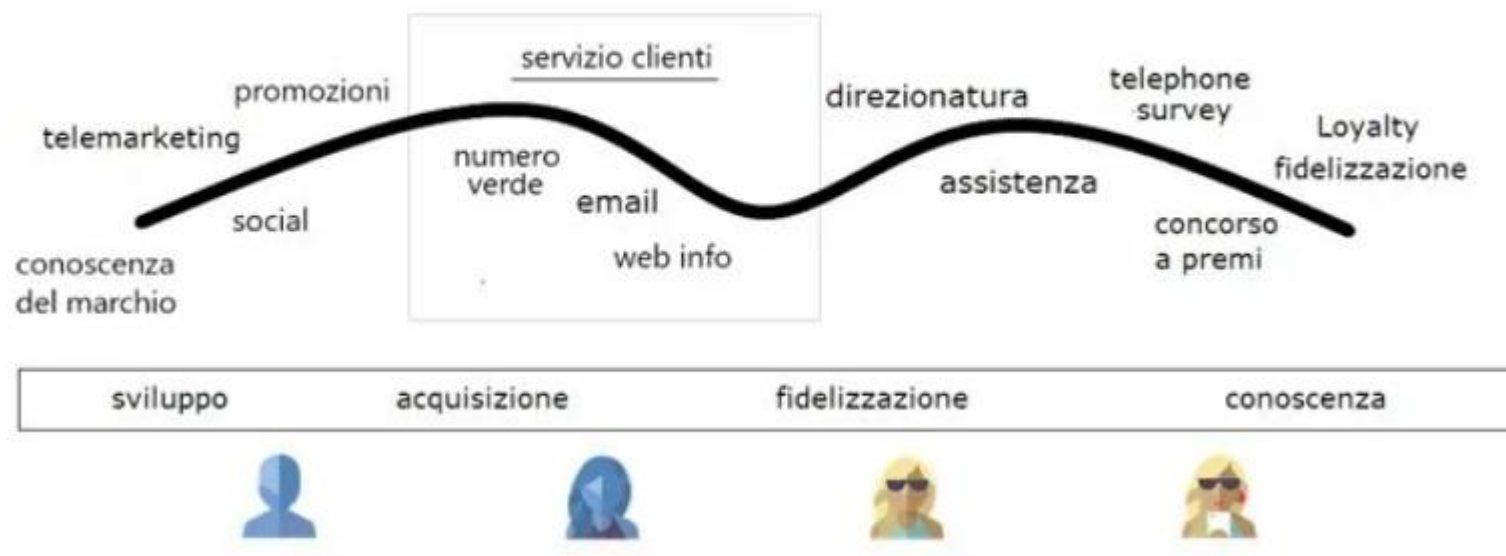 servizio clienti
promozioni
telemarketing
social
conoscenza
del marchio
numero
verde
email
web info
direzionatura
assistenza
telephone
survey
Loyalty
fidelizzazione
concorso
a premi
sviluppo acquisizione fidelizzazione conoscenza